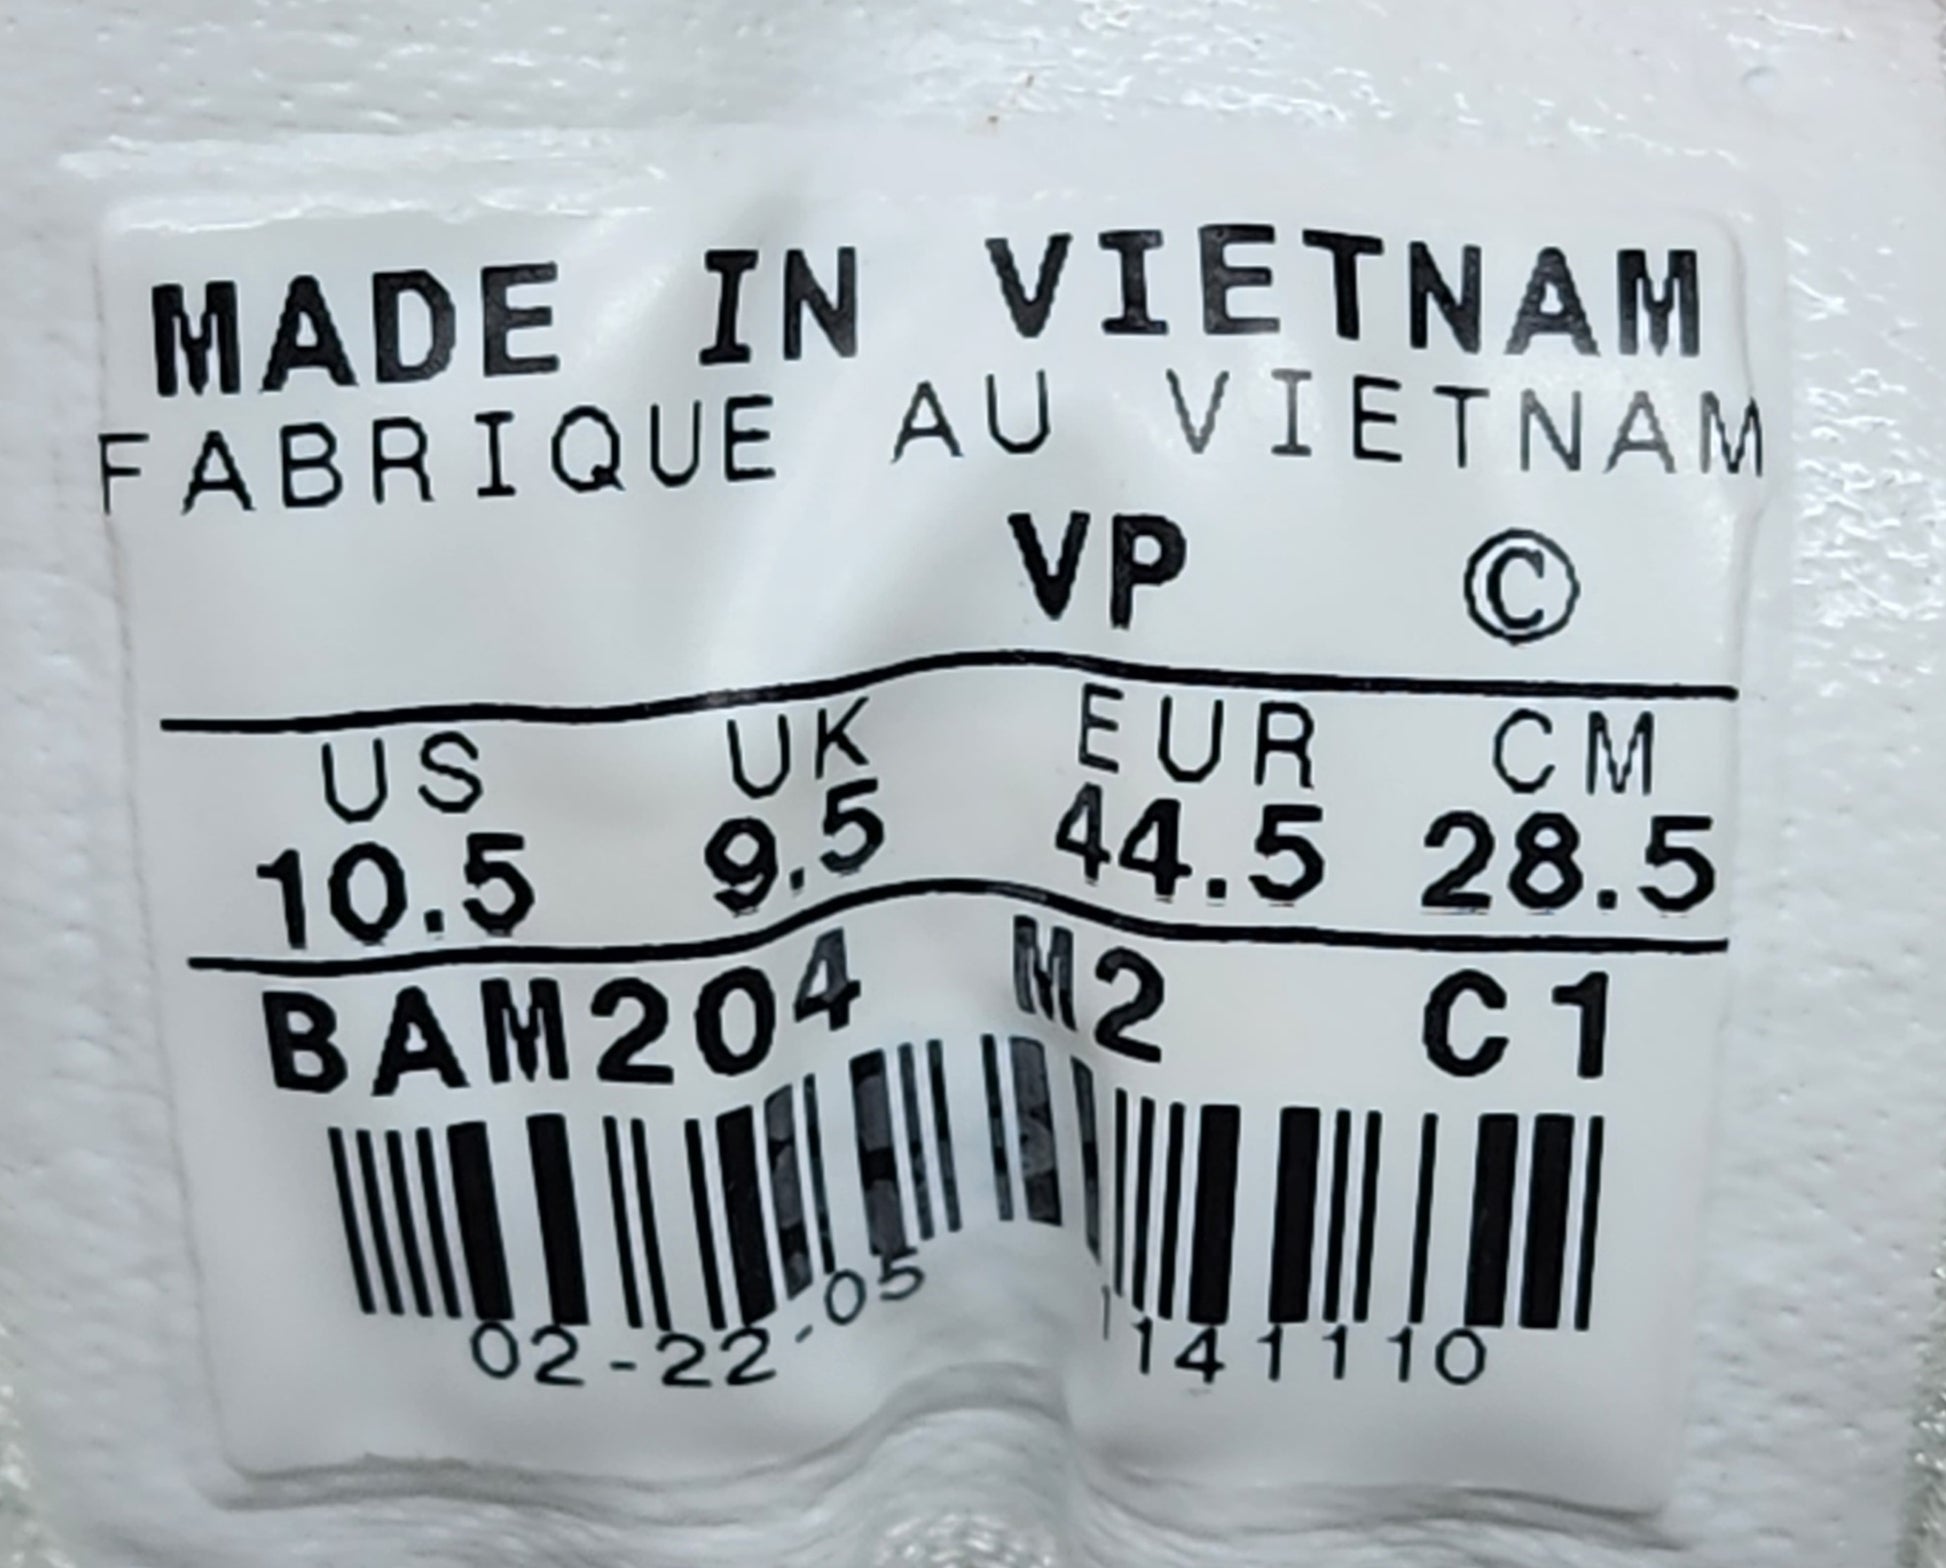 MADE IN VIETNAM
FABRIQUE AU VIETNAM
VP ©
US UK EUR CM
10.5 9.5 44.5 28.5
BAM204 M2 C1
02-22-05 1141110